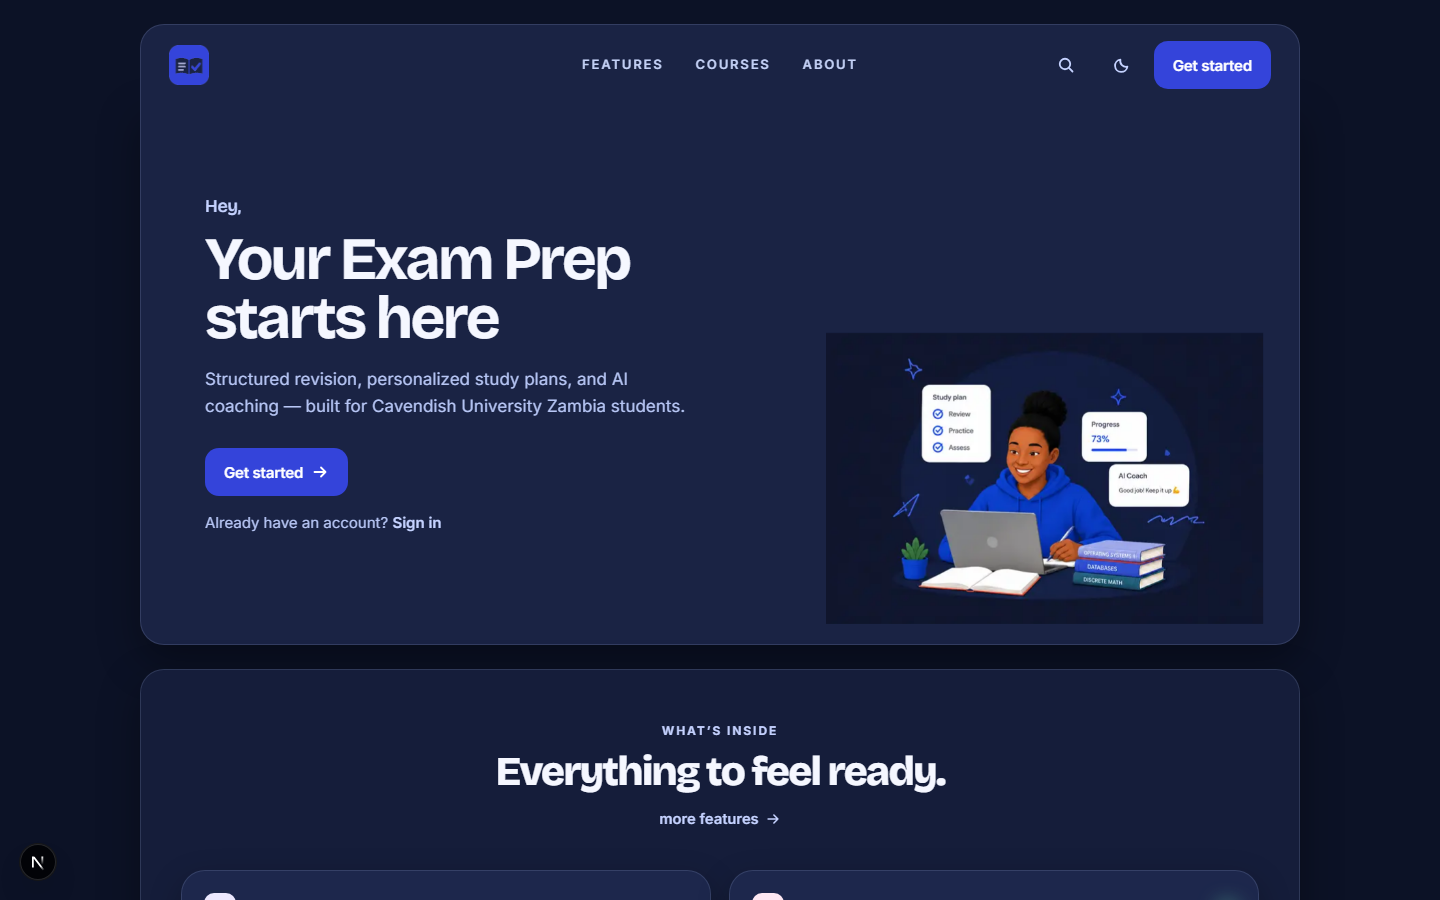 FEATURES
COURSES
ABOUT
Get started
Hey,
Your Exam Prep
starts here
Structured revision, personalized study plans, and AI
coaching — built for Cavendish University Zambia students.
Get started →
Already have an account? Sign in
Study plan
Review
Practice
Assess
Progress
73%
AI Coach
Good job! Keep it up 💪
OPERATING SYSTEMS
DATABASES
DISCRETE MATH
WHAT'S INSIDE
Everything to feel ready.
more features →
N